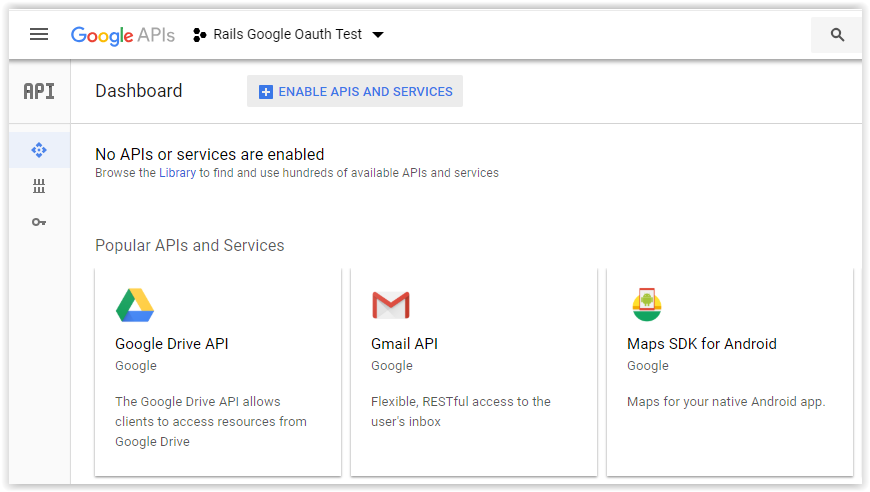 Google APIs Rails Google Oauth Test
API Dashboard ENABLE APIS AND SERVICES
No APIs or services are enabled
Browse the Library to find and use hundreds of available APIs and services
Popular APIs and Services
Google Drive API
Google
The Google Drive API allows
clients to access resources from
Google Drive
Gmail API
Google
Flexible, RESTful access to the
user's inbox
Maps SDK for Android
Google
Maps for your native Android app.